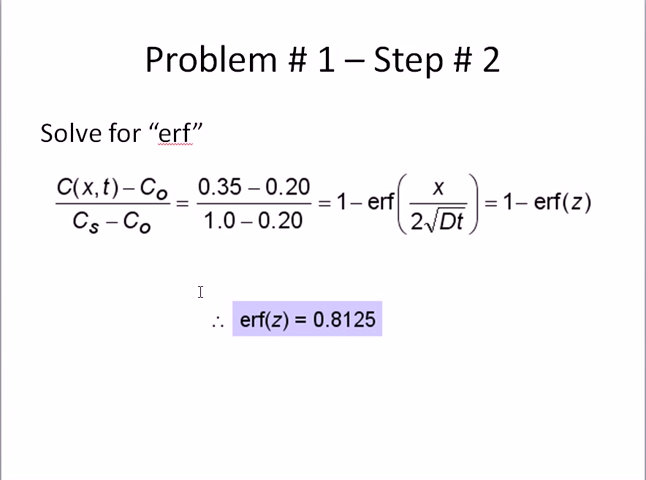 Problem # 1 – Step # 2
Solve for “erf”
C(x,t) – Co / Cs – Co = 0.35 – 0.20 / 1.0 – 0.20 = 1 – erf(x / 2√Dt) = 1 – erf(z)
∴ erf(z) = 0.8125